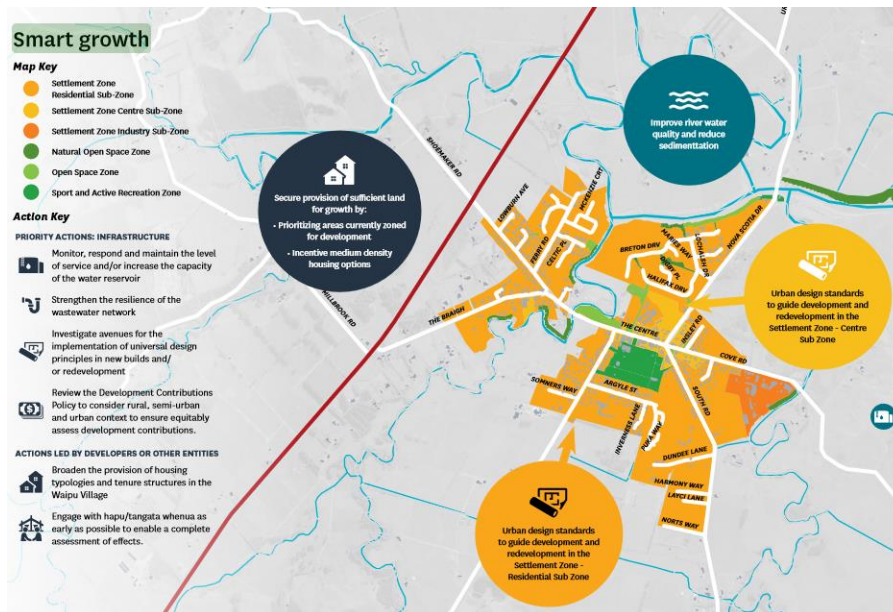 Smart growth
Map Key
Settlement Zone
Residential Sub-Zone
Settlement Zone Centre Sub-Zone
Settlement Zone Industry Sub-Zone
Natural Open Space Zone
Open Space Zone
Sport and Active Recreation Zone
Action Key
PRIORITY ACTIONS: INFRASTRUCTURE
Monitor, respond and maintain the level
of service and/or increase the capacity
of the water reservoir
Strengthen the resilience of the
wastewater network
Investigate avenues for the
implementation of universal design
principles in new builds and/
or redevelopment
Review the Development Contributions
Policy to consider rural, semi-urban
and urban context to ensure equitably
assess development contributions.
ACTIONS LED BY DEVELOPERS OR OTHER ENTITIES
Broaden the provision of housing
typologies and tenure structures in the
Waipu Village
Engage with hapu/tangata whenua as
early as possible to enable a complete
assessment of effects.
Secure provision of sufficient land
for growth by:
- Prioritizing areas currently zoned
for development
- Incentive medium density
housing options
Improve river water
quality and reduce
sedimenttation
Urban design standards
to guide development and
redevelopment in the
Settlement Zone - Centre
Sub Zone
Urban design standards
to guide development and
redevelopment in the
Settlement Zone -
Residential Sub Zone
SHOEMAKER RD
MILLBROOK RD
THE BRAIGH
LOWBURN AVE
FERRY RD
CELTIC PL
MCKENZIE CRT
BRETON DRV
MARIES WAY
DIGBY PL
HALIFAX DRV
LOCHALSH DR
NOVA SCOTIA DR
THE CENTRE
INSLEY RD
COVE RD
SOMNERS WAY
ARGYLE ST
INVERNESS LANE
PUKA WAY
SOUTH RD
DUNDEE LANE
HARMONY WAY
LAYCI LANE
NORTS WAY